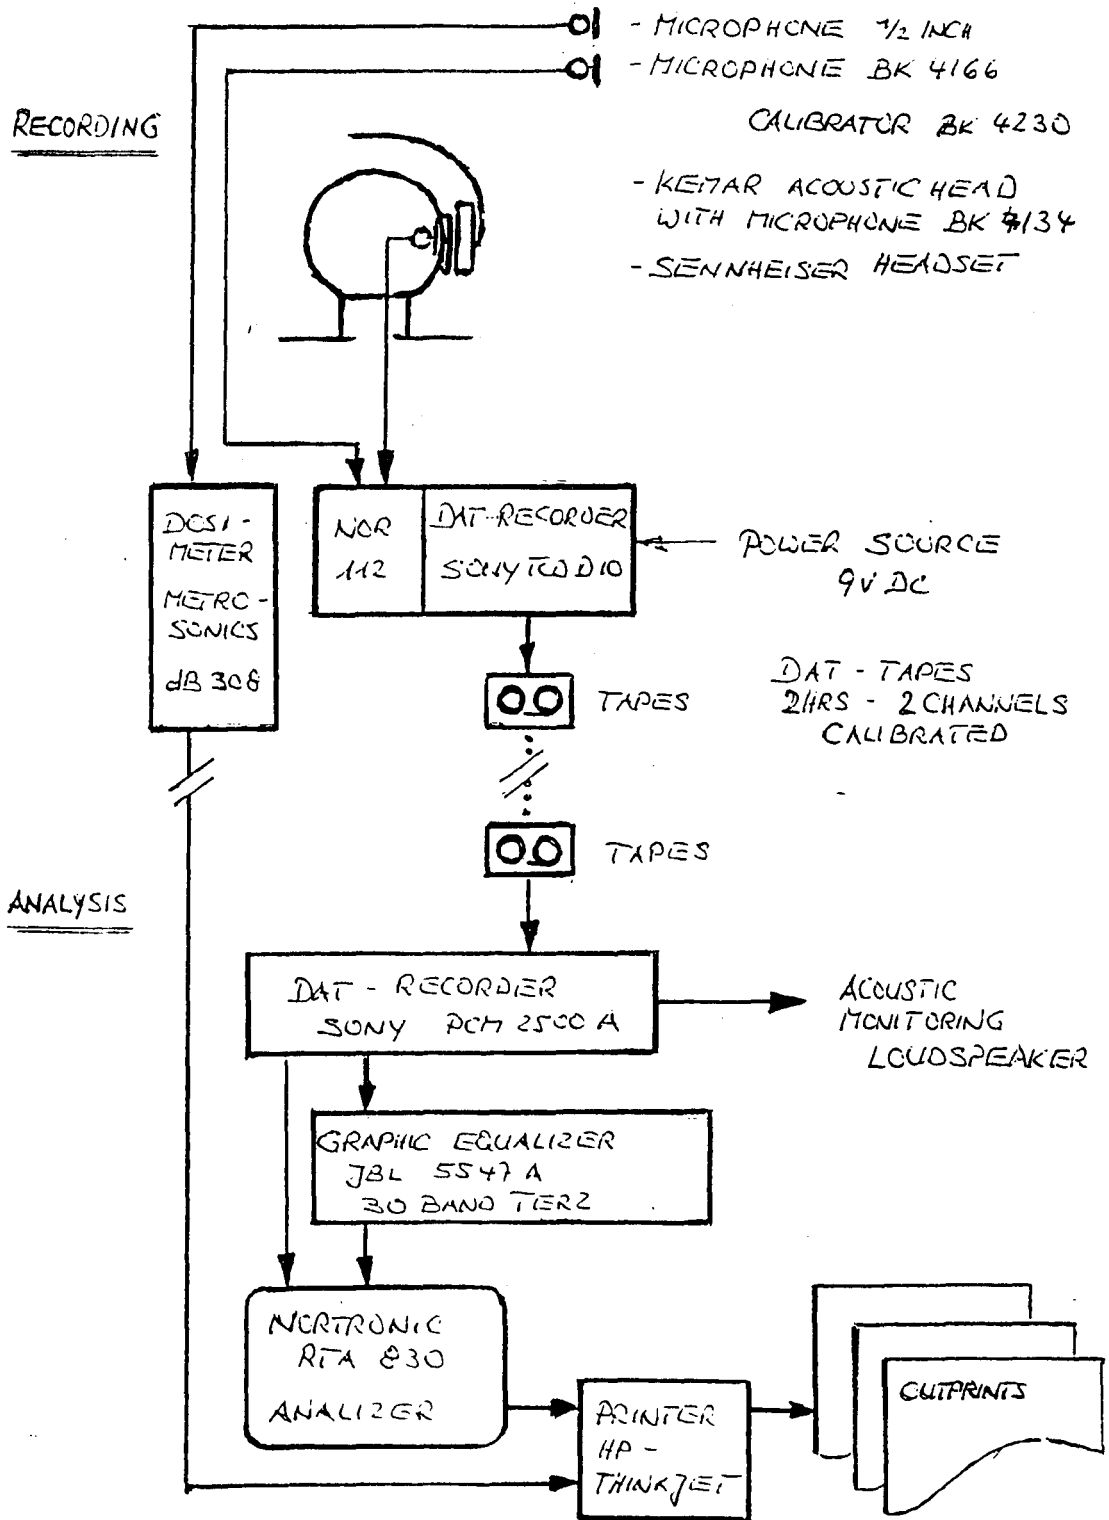 - MICROPHONE 1/2 INCH
- MICROPHONE BK 4166
RECORDING
CALIBRATOR BK 4230
- KEMAR ACOUSTIC HEAD
WITH MICROPHONE BK 4134
- SENNHEISER HEADSET
DOSI-
METER
METRO-
SONICS
dB 308
NOR
112
DAT-RECORDER
SONY TCD D10
POWER SOURCE
9V DC
TAPES
DAT - TAPES
2HRS - 2 CHANNELS
CALIBRATED
TAPES
ANALYSIS
DAT - RECORDER
SONY PCM 2500 A
ACOUSTIC
MONITORING
LOUDSPEAKER
GRAPHIC EQUALIZER
JBL 5547 A
30 BAND TERZ
NORTRONIC
RTA 830
ANALIZER
PRINTER
HP -
THINKJET
OUTPRINTS